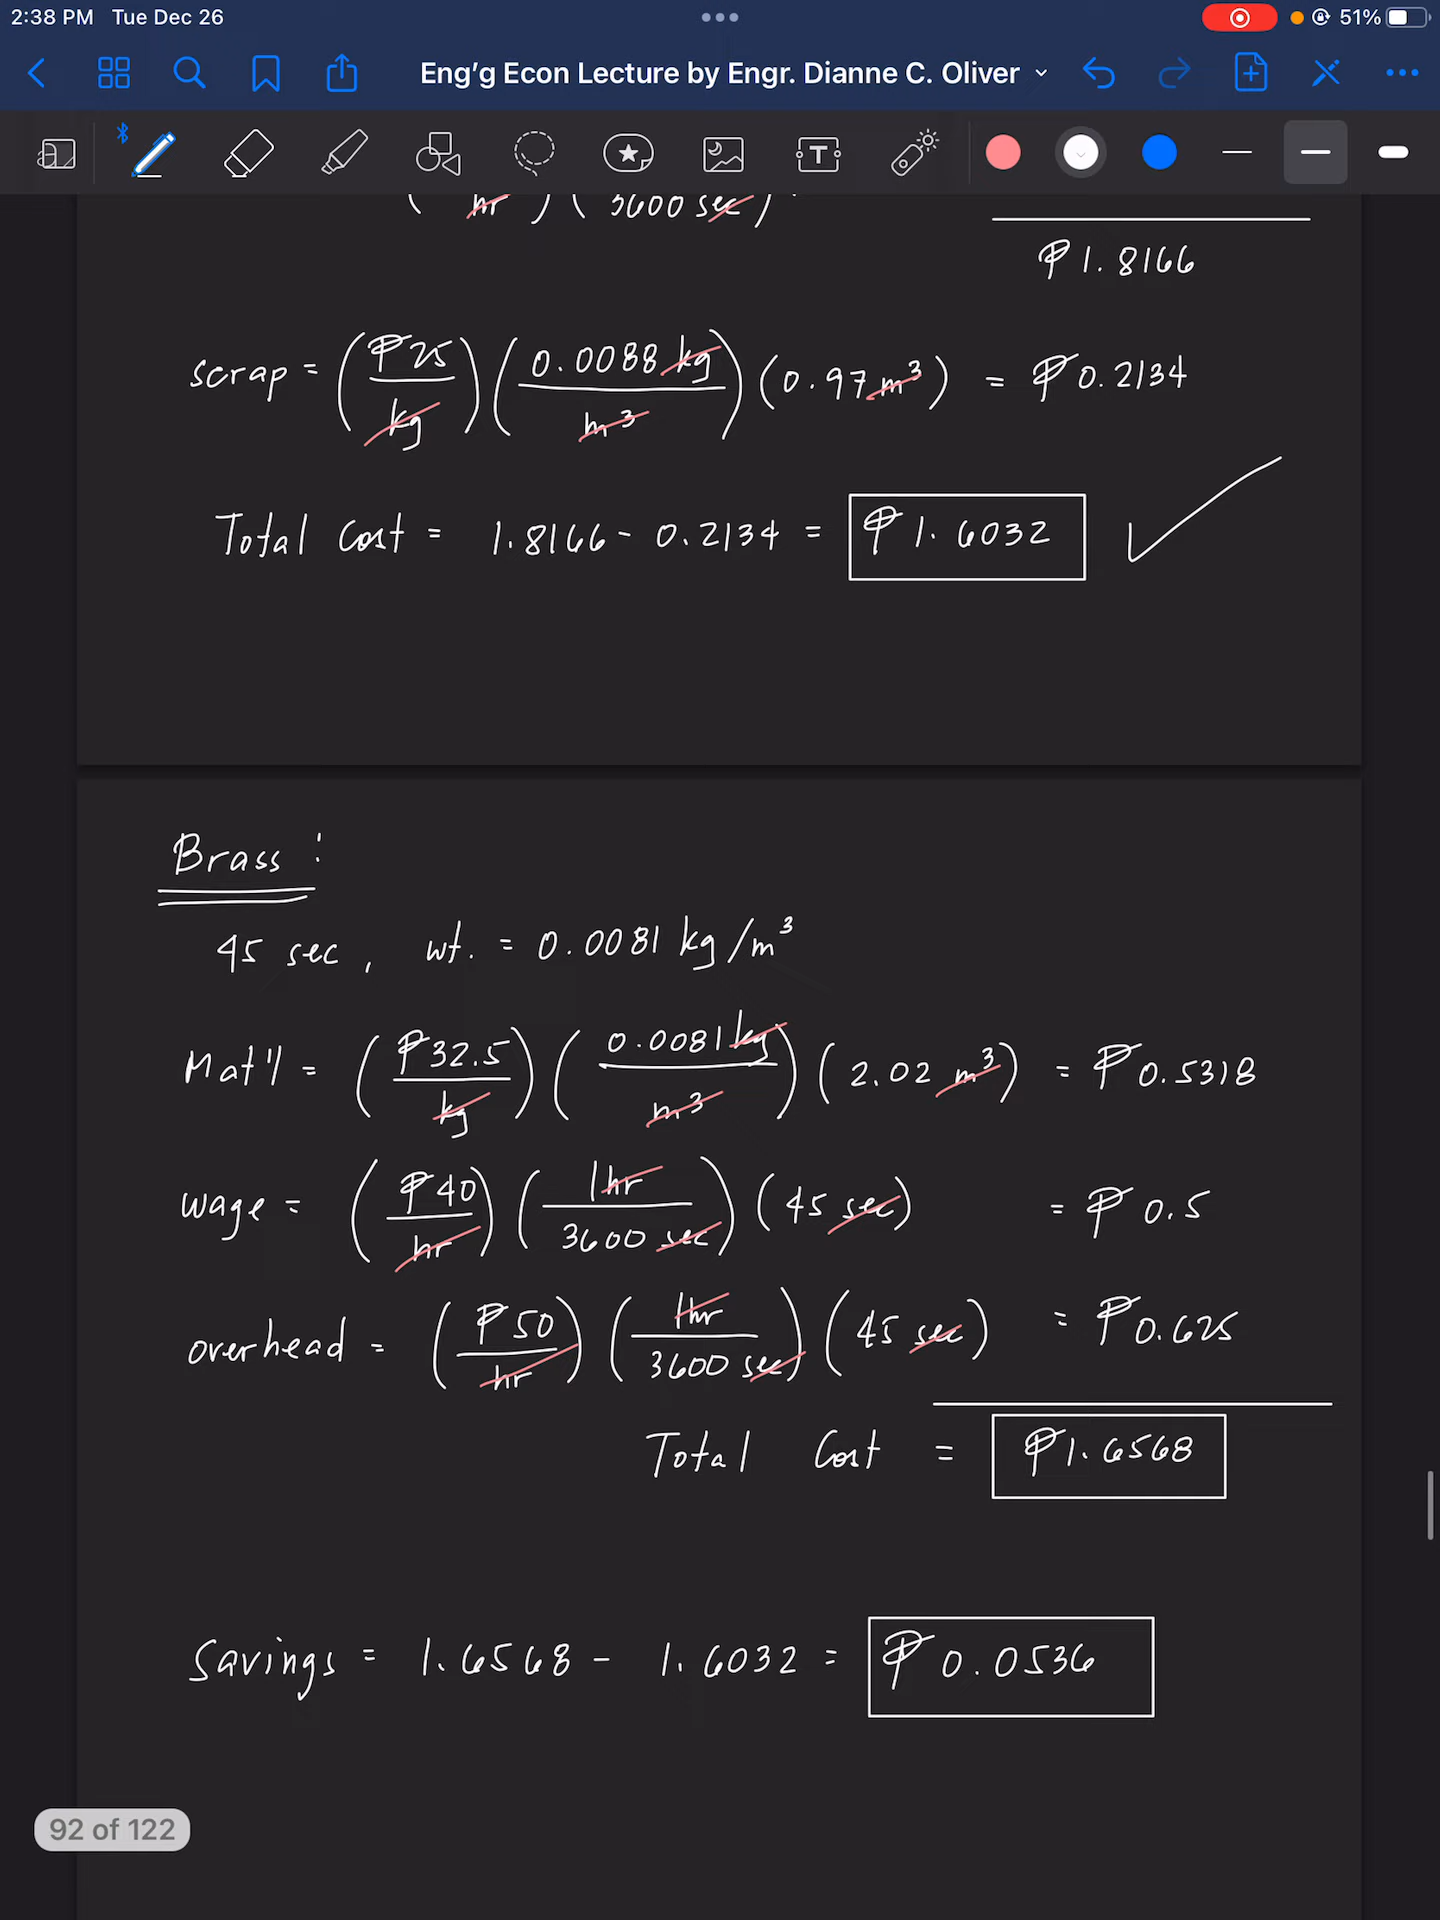 2:38 PM Tue Dec 26
51%
Eng'g Econ Lecture by Engr. Dianne C. Oliver
T
( hr ) ( 3600 sec )
₱1.8166
scrap = (₱25 / kg) (0.0088 kg / m³) (0.97 m³) = ₱0.2134
Total Cost = 1.8166 - 0.2134 = ₱1.6032
Brass :
45 sec, wt. = 0.0081 kg/m³
Mat'l = (₱32.5 / kg) (0.0081 kg / m³) (2.02 m³) = ₱0.5318
wage = (₱40 / hr) (1hr / 3600 sec) (45 sec) = ₱0.5
overhead = (₱50 / hr) (1hr / 3600 sec) (45 sec) = ₱0.625
Total Cost = ₱1.6568
Savings = 1.6568 - 1.6032 = ₱0.0536
92 of 122